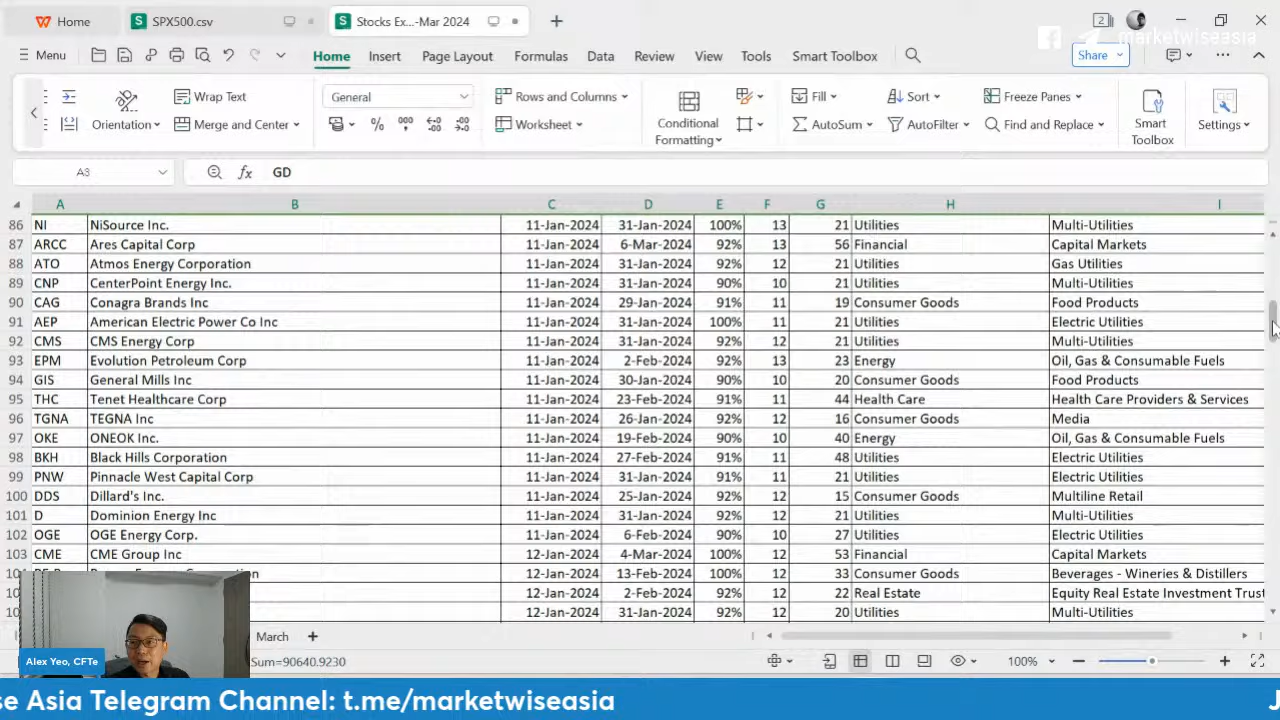 Home SPX500.csv Stocks Ex...-Mar 2024 2
marketwiseasia
Menu Home Insert Page Layout Formulas Data Review View Tools Smart Toolbox Share
Wrap Text General Rows and Columns Fill Sort Freeze Panes
Orientation Merge and Center Worksheet Conditional Formatting AutoSum AutoFilter Find and Replace Smart Toolbox Settings
A3 fx GD
A B C D E F G H I
86 NI NiSource Inc. 11-Jan-2024 31-Jan-2024 100% 13 21 Utilities Multi-Utilities
87 ARCC Ares Capital Corp 11-Jan-2024 6-Mar-2024 92% 13 56 Financial Capital Markets
88 ATO Atmos Energy Corporation 11-Jan-2024 31-Jan-2024 92% 12 21 Utilities Gas Utilities
89 CNP CenterPoint Energy Inc. 11-Jan-2024 31-Jan-2024 90% 10 21 Utilities Multi-Utilities
90 CAG Conagra Brands Inc 11-Jan-2024 29-Jan-2024 91% 11 19 Consumer Goods Food Products
91 AEP American Electric Power Co Inc 11-Jan-2024 31-Jan-2024 100% 11 21 Utilities Electric Utilities
92 CMS CMS Energy Corp 11-Jan-2024 31-Jan-2024 92% 12 21 Utilities Multi-Utilities
93 EPM Evolution Petroleum Corp 11-Jan-2024 2-Feb-2024 92% 13 23 Energy Oil, Gas & Consumable Fuels
94 GIS General Mills Inc 11-Jan-2024 30-Jan-2024 90% 10 20 Consumer Goods Food Products
95 THC Tenet Healthcare Corp 11-Jan-2024 23-Feb-2024 91% 11 44 Health Care Health Care Providers & Services
96 TGNA TEGNA Inc 11-Jan-2024 26-Jan-2024 92% 12 16 Consumer Goods Media
97 OKE ONEOK Inc. 11-Jan-2024 19-Feb-2024 90% 10 40 Energy Oil, Gas & Consumable Fuels
98 BKH Black Hills Corporation 11-Jan-2024 27-Feb-2024 91% 11 48 Utilities Electric Utilities
99 PNW Pinnacle West Capital Corp 11-Jan-2024 31-Jan-2024 91% 11 21 Utilities Electric Utilities
100 DDS Dillard's Inc. 11-Jan-2024 25-Jan-2024 92% 12 15 Consumer Goods Multiline Retail
101 D Dominion Energy Inc 11-Jan-2024 31-Jan-2024 92% 12 21 Utilities Multi-Utilities
102 OGE OGE Energy Corp. 11-Jan-2024 6-Feb-2024 90% 10 27 Utilities Electric Utilities
103 CME CME Group Inc 12-Jan-2024 4-Mar-2024 100% 12 53 Financial Capital Markets
12-Jan-2024 13-Feb-2024 100% 12 33 Consumer Goods Beverages - Wineries & Distillers
12-Jan-2024 2-Feb-2024 92% 12 22 Real Estate Equity Real Estate Investment Trust
12-Jan-2024 31-Jan-2024 92% 12 20 Utilities Multi-Utilities
March
Alex Yeo, CFTe
Sum=90640.9230 100%
se Asia Telegram Channel: t.me/marketwiseasia